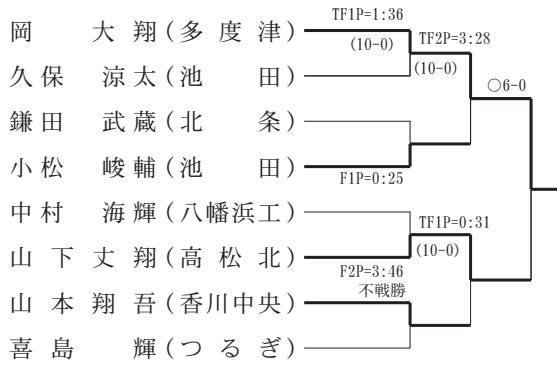 岡 大翔(多度津)
TF1P=1:36
(10-0)
TF2P=3:28
(10-0)
○6-0
久保 涼太(池田)
鎌田 武蔵(北条)
小松 峻輔(池田)
F1P=0:25
中村 海輝(八幡浜工)
TF1P=0:31
(10-0)
山下 丈翔(高松北)
F2P=3:46
不戦勝
山本 翔吾(香川中央)
喜島 輝(つるぎ)